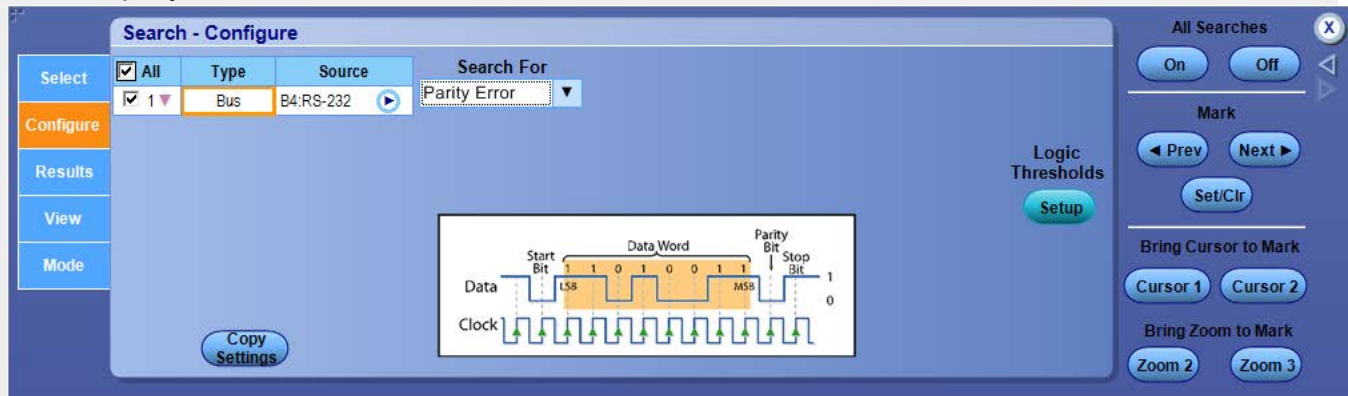 Search - Configure
Select
Configure
Results
View
Mode
All
Type
Source
1
Bus
B4:RS-232
Search For
Parity Error
Logic
Thresholds
Setup
Copy
Settings
Data Word
Start
Bit
Parity
Bit
Stop
Bit
1 1 0 1 0 0 1 1
LSB
MSB
Data
1
0
Clock
All Searches
X
On
Off
Mark
Prev
Next
Set/Clr
Bring Cursor to Mark
Cursor 1
Cursor 2
Bring Zoom to Mark
Zoom 2
Zoom 3